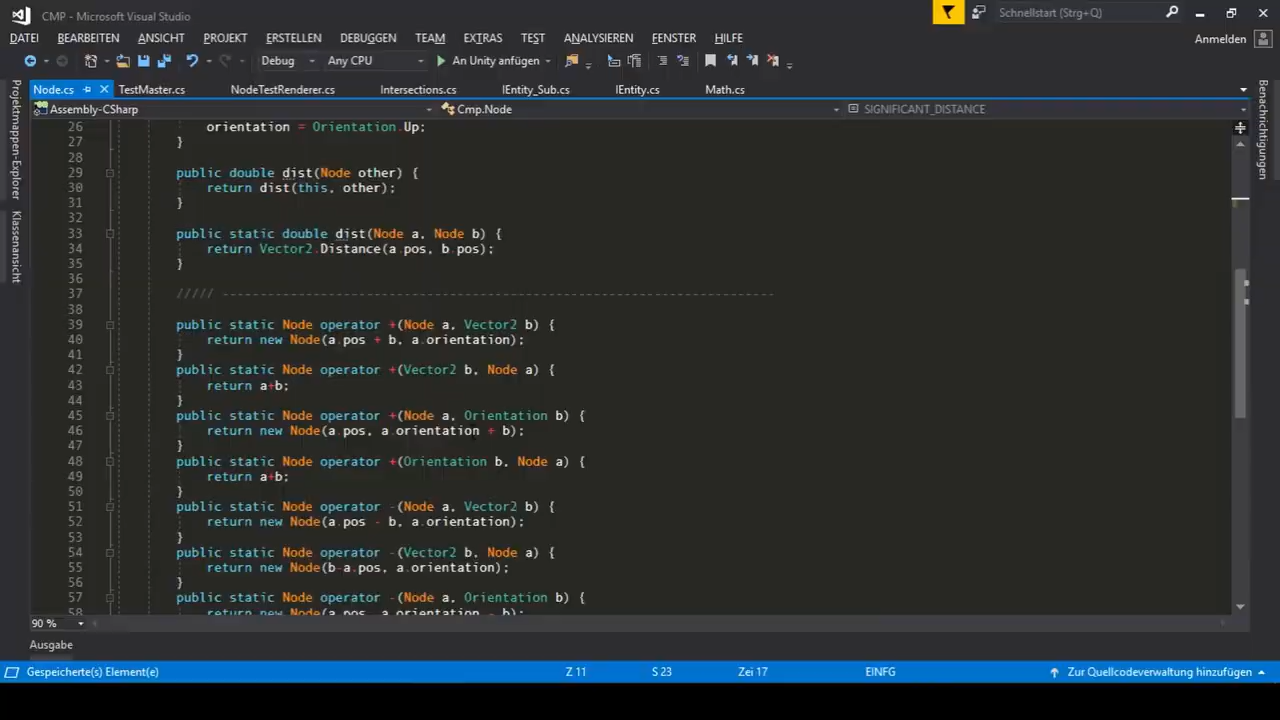 CMP - Microsoft Visual Studio
Schnellstart (Strg+Q)
DATEI BEARBEITEN ANSICHT PROJEKT ERSTELLEN DEBUGGEN TEAM EXTRAS TEST ANALYSIEREN FENSTER HILFE
Anmelden
Debug Any CPU An Unity anfügen
Node.cs TestMaster.cs NodeTestRenderer.cs Intersections.cs IEntity_Sub.cs IEntity.cs Math.cs
Assembly-CSharp Cmp.Node SIGNIFICANT_DISTANCE
Projektmappen-Explorer
Klassenansicht
Benachrichtigungen
26 orientation = Orientation.Up;
27 }
28
29 public double dist(Node other) {
30 return dist(this, other);
31 }
32
33 public static double dist(Node a, Node b) {
34 return Vector2.Distance(a.pos, b.pos);
35 }
36
37 ///// -------------------------------------------------------------------------
38
39 public static Node operator +(Node a, Vector2 b) {
40 return new Node(a.pos + b, a.orientation);
41 }
42 public static Node operator +(Vector2 b, Node a) {
43 return a+b;
44 }
45 public static Node operator +(Node a, Orientation b) {
46 return new Node(a.pos, a.orientation + b);
47 }
48 public static Node operator +(Orientation b, Node a) {
49 return a+b;
50 }
51 public static Node operator -(Node a, Vector2 b) {
52 return new Node(a.pos - b, a.orientation);
53 }
54 public static Node operator -(Vector2 b, Node a) {
55 return new Node(b-a.pos, a.orientation);
56 }
57 public static Node operator -(Node a, Orientation b) {
58 return new Node(a.pos, a.orientation - b);
90 %
Ausgabe
Gespeicherte(s) Element(e) Z 11 S 23 Zei 17 EINFG Zur Quellcodeverwaltung hinzufügen